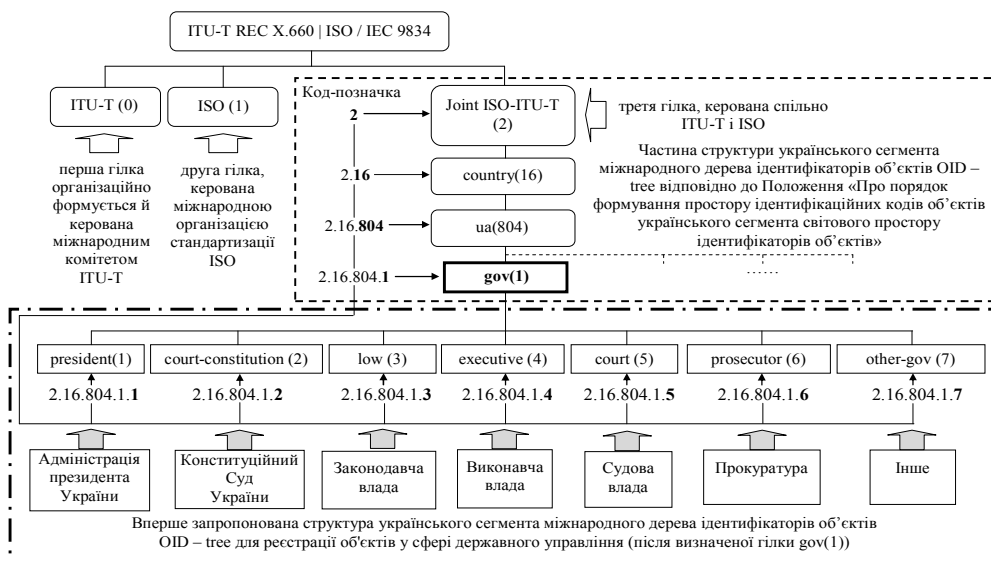 ITU-T REC X.660 | ISO / IEC 9834
ITU-T (0)
ISO (1)
Код-позначка
Joint ISO-ITU-T
(2)
2
третя гілка, керована спільно
ITU-T і ISO
перша гілка
організаційно
формується й
керована
міжнародним
комітетом
ITU-T
друга гілка,
керована
міжнародною
організацією
стандартизації
ISO
2.16
country(16)
Частина структури українського сегмента
міжнародного дерева ідентифікаторів об’єктів OID –
tree відповідно до Положення «Про порядок
формування простору ідентифікаційних кодів об’єктів
українського сегмента світового простору
ідентифікаторів об’єктів»
2.16.804
ua(804)
2.16.804.1
gov(1)
……
president(1)
court-constitution (2)
low (3)
executive (4)
court (5)
prosecutor (6)
other-gov (7)
2.16.804.1.1
2.16.804.1.2
2.16.804.1.3
2.16.804.1.4
2.16.804.1.5
2.16.804.1.6
2.16.804.1.7
Адміністрація
президента
України
Конституційний
Суд
України
Законодавча
влада
Виконавча
влада
Судова
влада
Прокуратура
Інше
Вперше запропонована структура українського сегмента міжнародного дерева ідентифікаторів об’єктів
OID – tree для реєстрації об'єктів у сфері державного управління (після визначеної гілки gov(1))